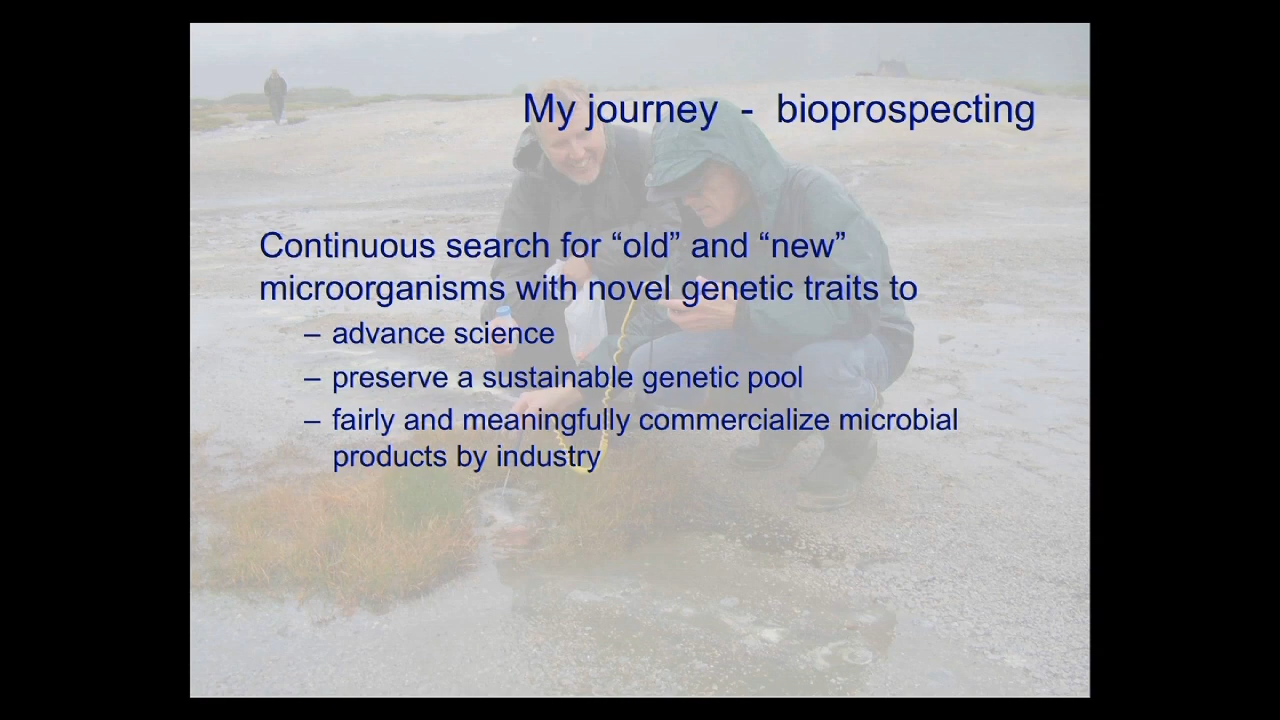 My journey - bioprospecting
Continuous search for “old” and “new”
microorganisms with novel genetic traits to
– advance science
– preserve a sustainable genetic pool
– fairly and meaningfully commercialize microbial
products by industry